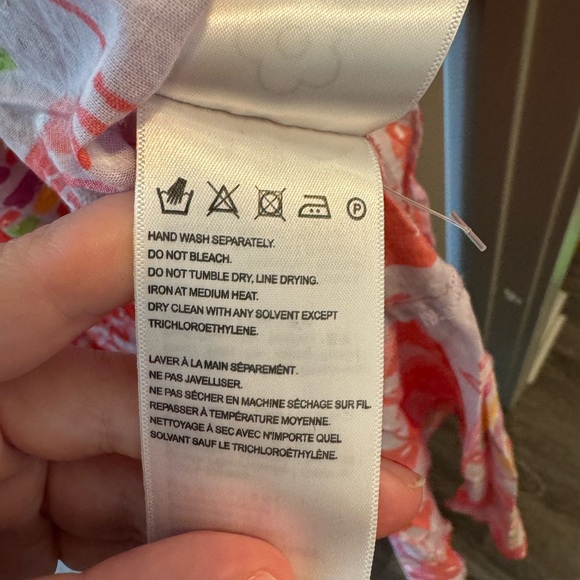 P
HAND WASH SEPARATELY.
DO NOT BLEACH.
DO NOT TUMBLE DRY, LINE DRYING.
IRON AT MEDIUM HEAT.
DRY CLEAN WITH ANY SOLVENT EXCEPT
TRICHLOROETHYLENE.
LAVER À LA MAIN SÉPARÉMENT.
NE PAS JAVELLISER.
NE PAS SÉCHER EN MACHINE SÉCHAGE SUR FIL.
REPASSER À TEMPÉRATURE MOYENNE.
NETTOYAGE À SEC AVEC N'IMPORTE QUEL
SOLVANT SAUF LE TRICHLOROÉTHYLÈNE.